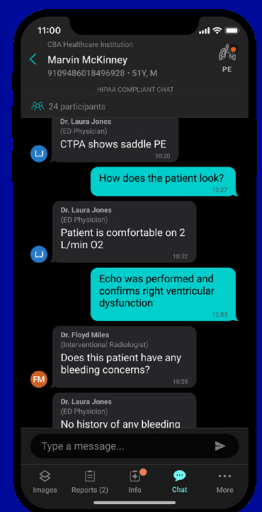 11:00
CBA Healthcare Institution
Marvin McKinney
9109486018496928 • 51Y, M
PE
HIPAA COMPLIANT CHAT
24 participants
Dr. Laura Jones
(ED Physician)
CTPA shows saddle PE
10:20
LJ
How does the patient look?
10:27
Dr. Laura Jones
(ED Physician)
Patient is comfortable on 2
L/min O2
10:32
LJ
Echo was performed and
confirms right ventricular
dysfunction
10:53
Dr. Floyd Miles
(Interventional Radiologist)
Does this patient have any
bleeding concerns?
10:55
FM
Dr. Laura Jones
(ED Physician)
No history of any bleeding
Type a message...
Images
Reports (2)
Info
Chat
More